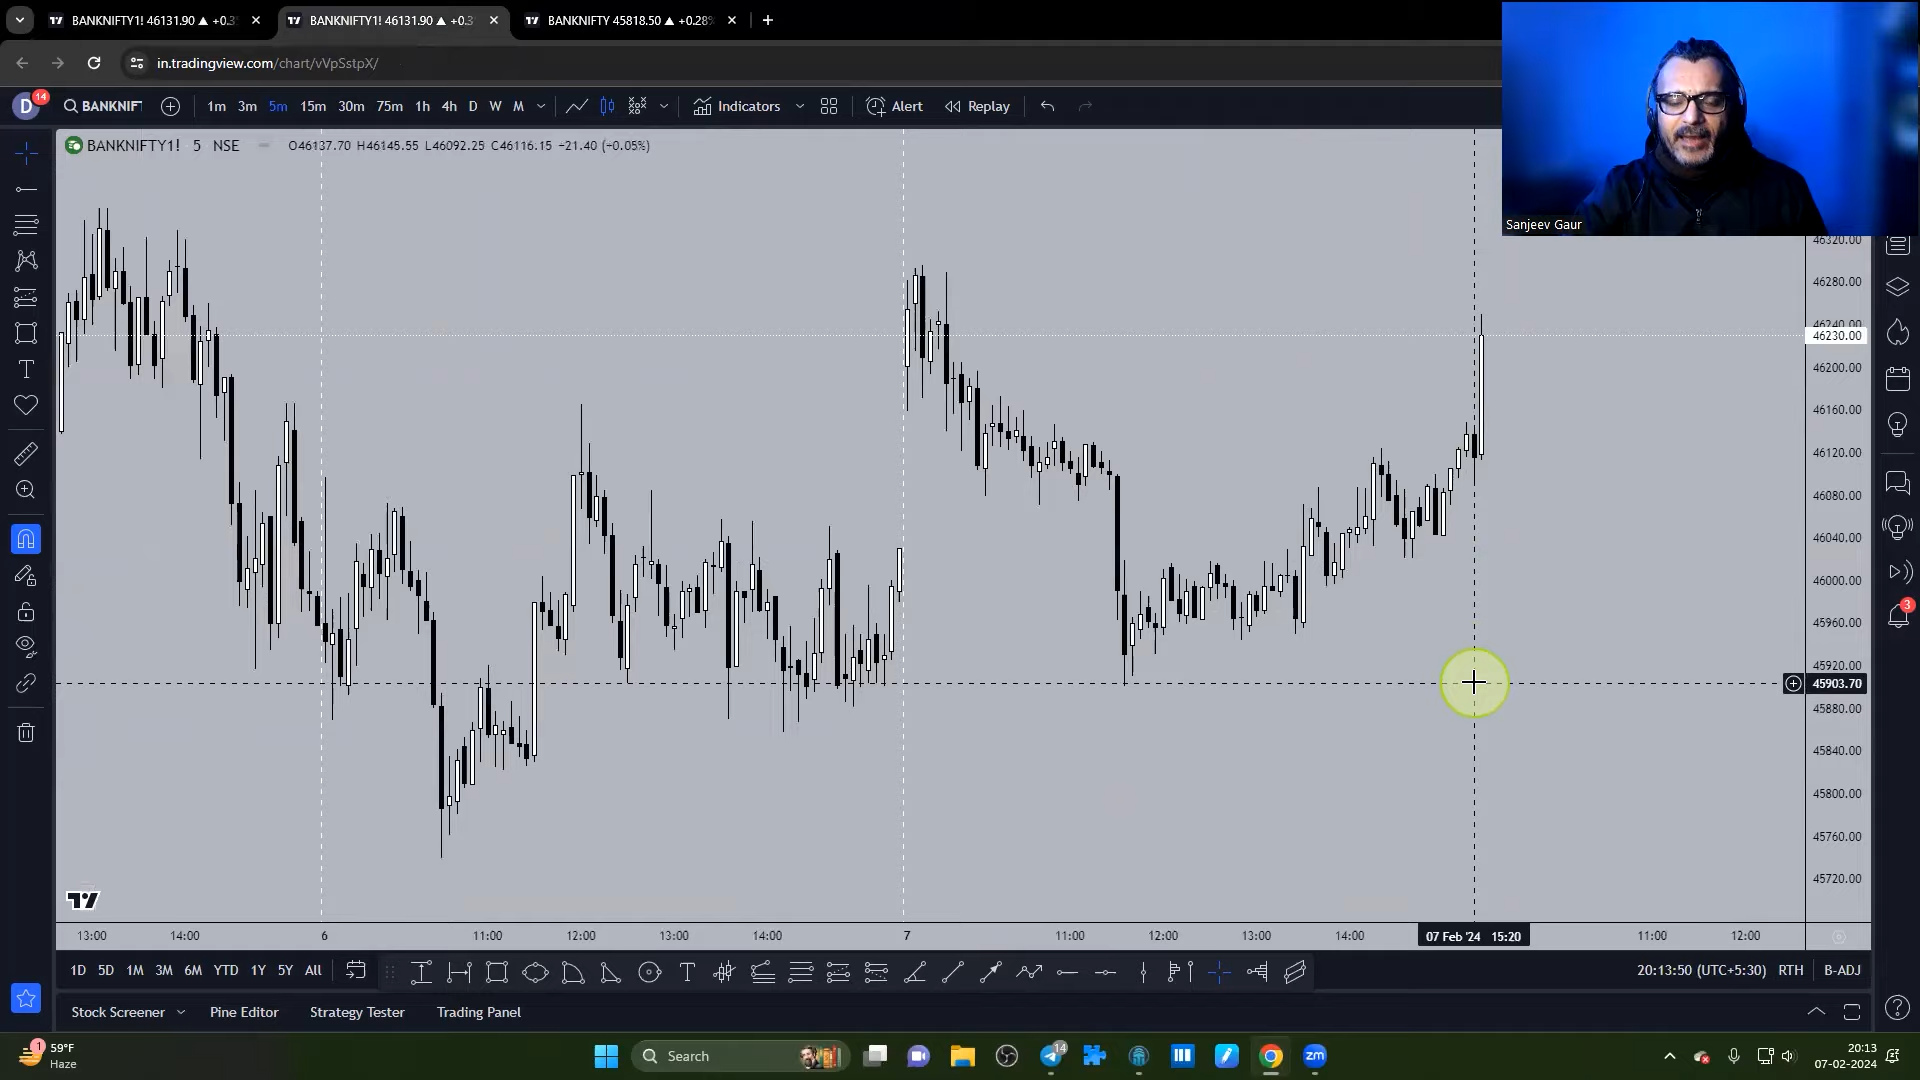 BANKNIFTY1! 46131.90 ▲ +0.3
BANKNIFTY1! 46131.90 ▲ +0.3
BANKNIFTY 45818.50 ▲ +0.28%
in.tradingview.com/chart/vVpSstpX/
D 14
BANKNIF
1m 3m 5m 15m 30m 75m 1h 4h D W M
Indicators
Alert
Replay
BANKNIFTY1! 5 NSE
O46137.70 H46145.55 L46092.25 C46116.15 −21.40 (−0.05%)
Sanjeev Gaur
46320.00
46280.00
46240.00
46230.00
46200.00
46160.00
46120.00
46080.00
46040.00
46000.00
45960.00
45920.00
45903.70
45880.00
45840.00
45800.00
45760.00
45720.00
3
13:00 14:00 6 11:00 12:00 13:00 14:00 7 11:00 12:00 13:00 14:00 07 Feb '24 15:20 11:00 12:00
1D 5D 1M 3M 6M YTD 1Y 5Y All
20:13:50 (UTC+5:30) RTH B-ADJ
Stock Screener Pine Editor Strategy Tester Trading Panel
1
59°F
Haze
Search
14
zm
20:13
07-02-2024